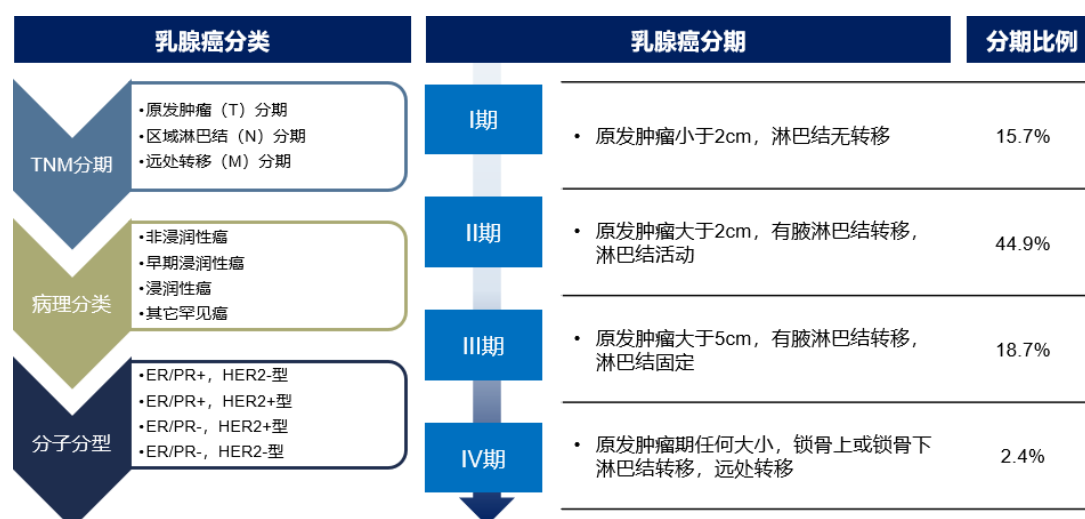 乳腺癌分类
TNM分期
•原发肿瘤（T）分期
•区域淋巴结（N）分期
•远处转移（M）分期
病理分类
•非浸润性癌
•早期浸润性癌
•浸润性癌
•其它罕见癌
分子分型
•ER/PR+，HER2-型
•ER/PR+，HER2+型
•ER/PR-，HER2+型
•ER/PR-，HER2-型
乳腺癌分期
分期比例
I期
• 原发肿瘤小于2cm，淋巴结无转移
15.7%
II期
• 原发肿瘤大于2cm，有腋淋巴结转移，
淋巴结活动
44.9%
III期
• 原发肿瘤大于5cm，有腋淋巴结转移，
淋巴结固定
18.7%
IV期
• 原发肿瘤期任何大小，锁骨上或锁骨下
淋巴结转移，远处转移
2.4%